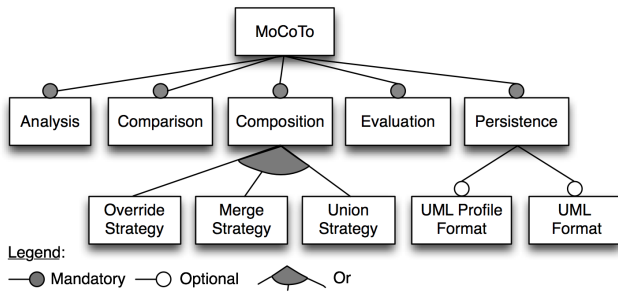 MoCoTo
Analysis
Comparison
Composition
Evaluation
Persistence
Override
Strategy
Merge
Strategy
Union
Strategy
UML Profile
Format
UML
Format
Legend:
Mandatory
Optional
Or